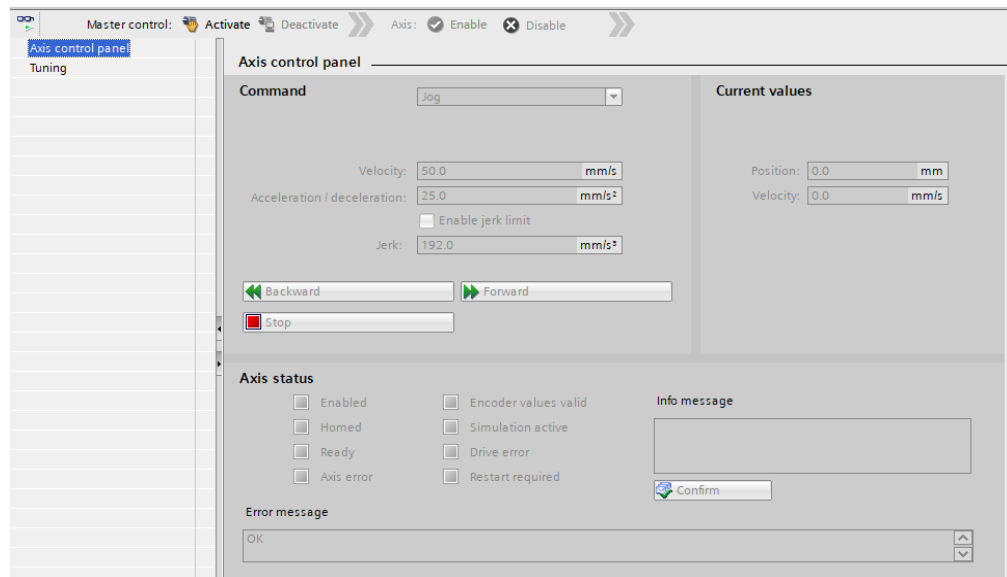 Master control: Activate Deactivate Axis: Enable Disable
Axis control panel
Tuning
Axis control panel
Command
Jog
Velocity: 50.0 mm/s
Acceleration / deceleration: 25.0 mm/s²
Enable jerk limit
Jerk: 192.0 mm/s³
Backward Forward
Stop
Current values
Position: 0.0 mm
Velocity: 0.0 mm/s
Axis status
Enabled Encoder values valid
Homed Simulation active
Ready Drive error
Axis error Restart required
Info message
Confirm
Error message
OK